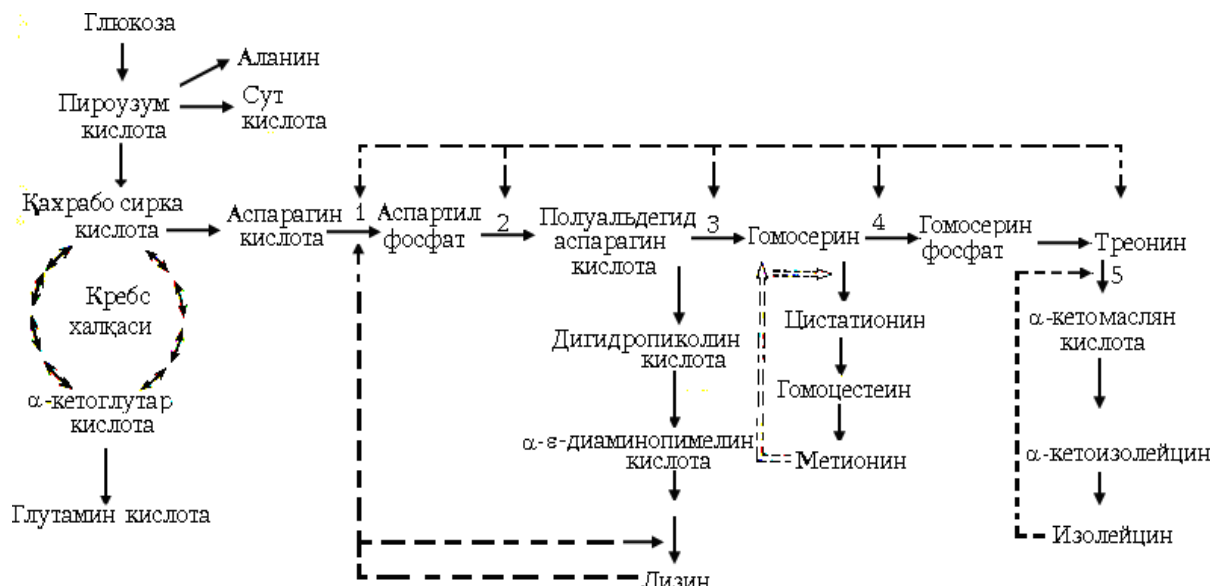 Глюкоза
Аланин
Пироузум
кислота
Сут
кислота
Қахрабо сирка
кислота
Аспарагин
кислота
1
Аспартил
фосфат
2
Полуальдегид
аспарагин
кислота
3
Гомосерин
4
Гомосерин
фосфат
Треонин
5
Кребс
халқаси
Цистатионин
α-кетомаслян
кислота
Дигидропиколин
кислота
α-кетоглутар
кислота
Гомоцестеин
α-ε-диаминопимелин
кислота
Метионин
α-кетоизолейцин
Глутамин кислота
Изолейцин
Лизин